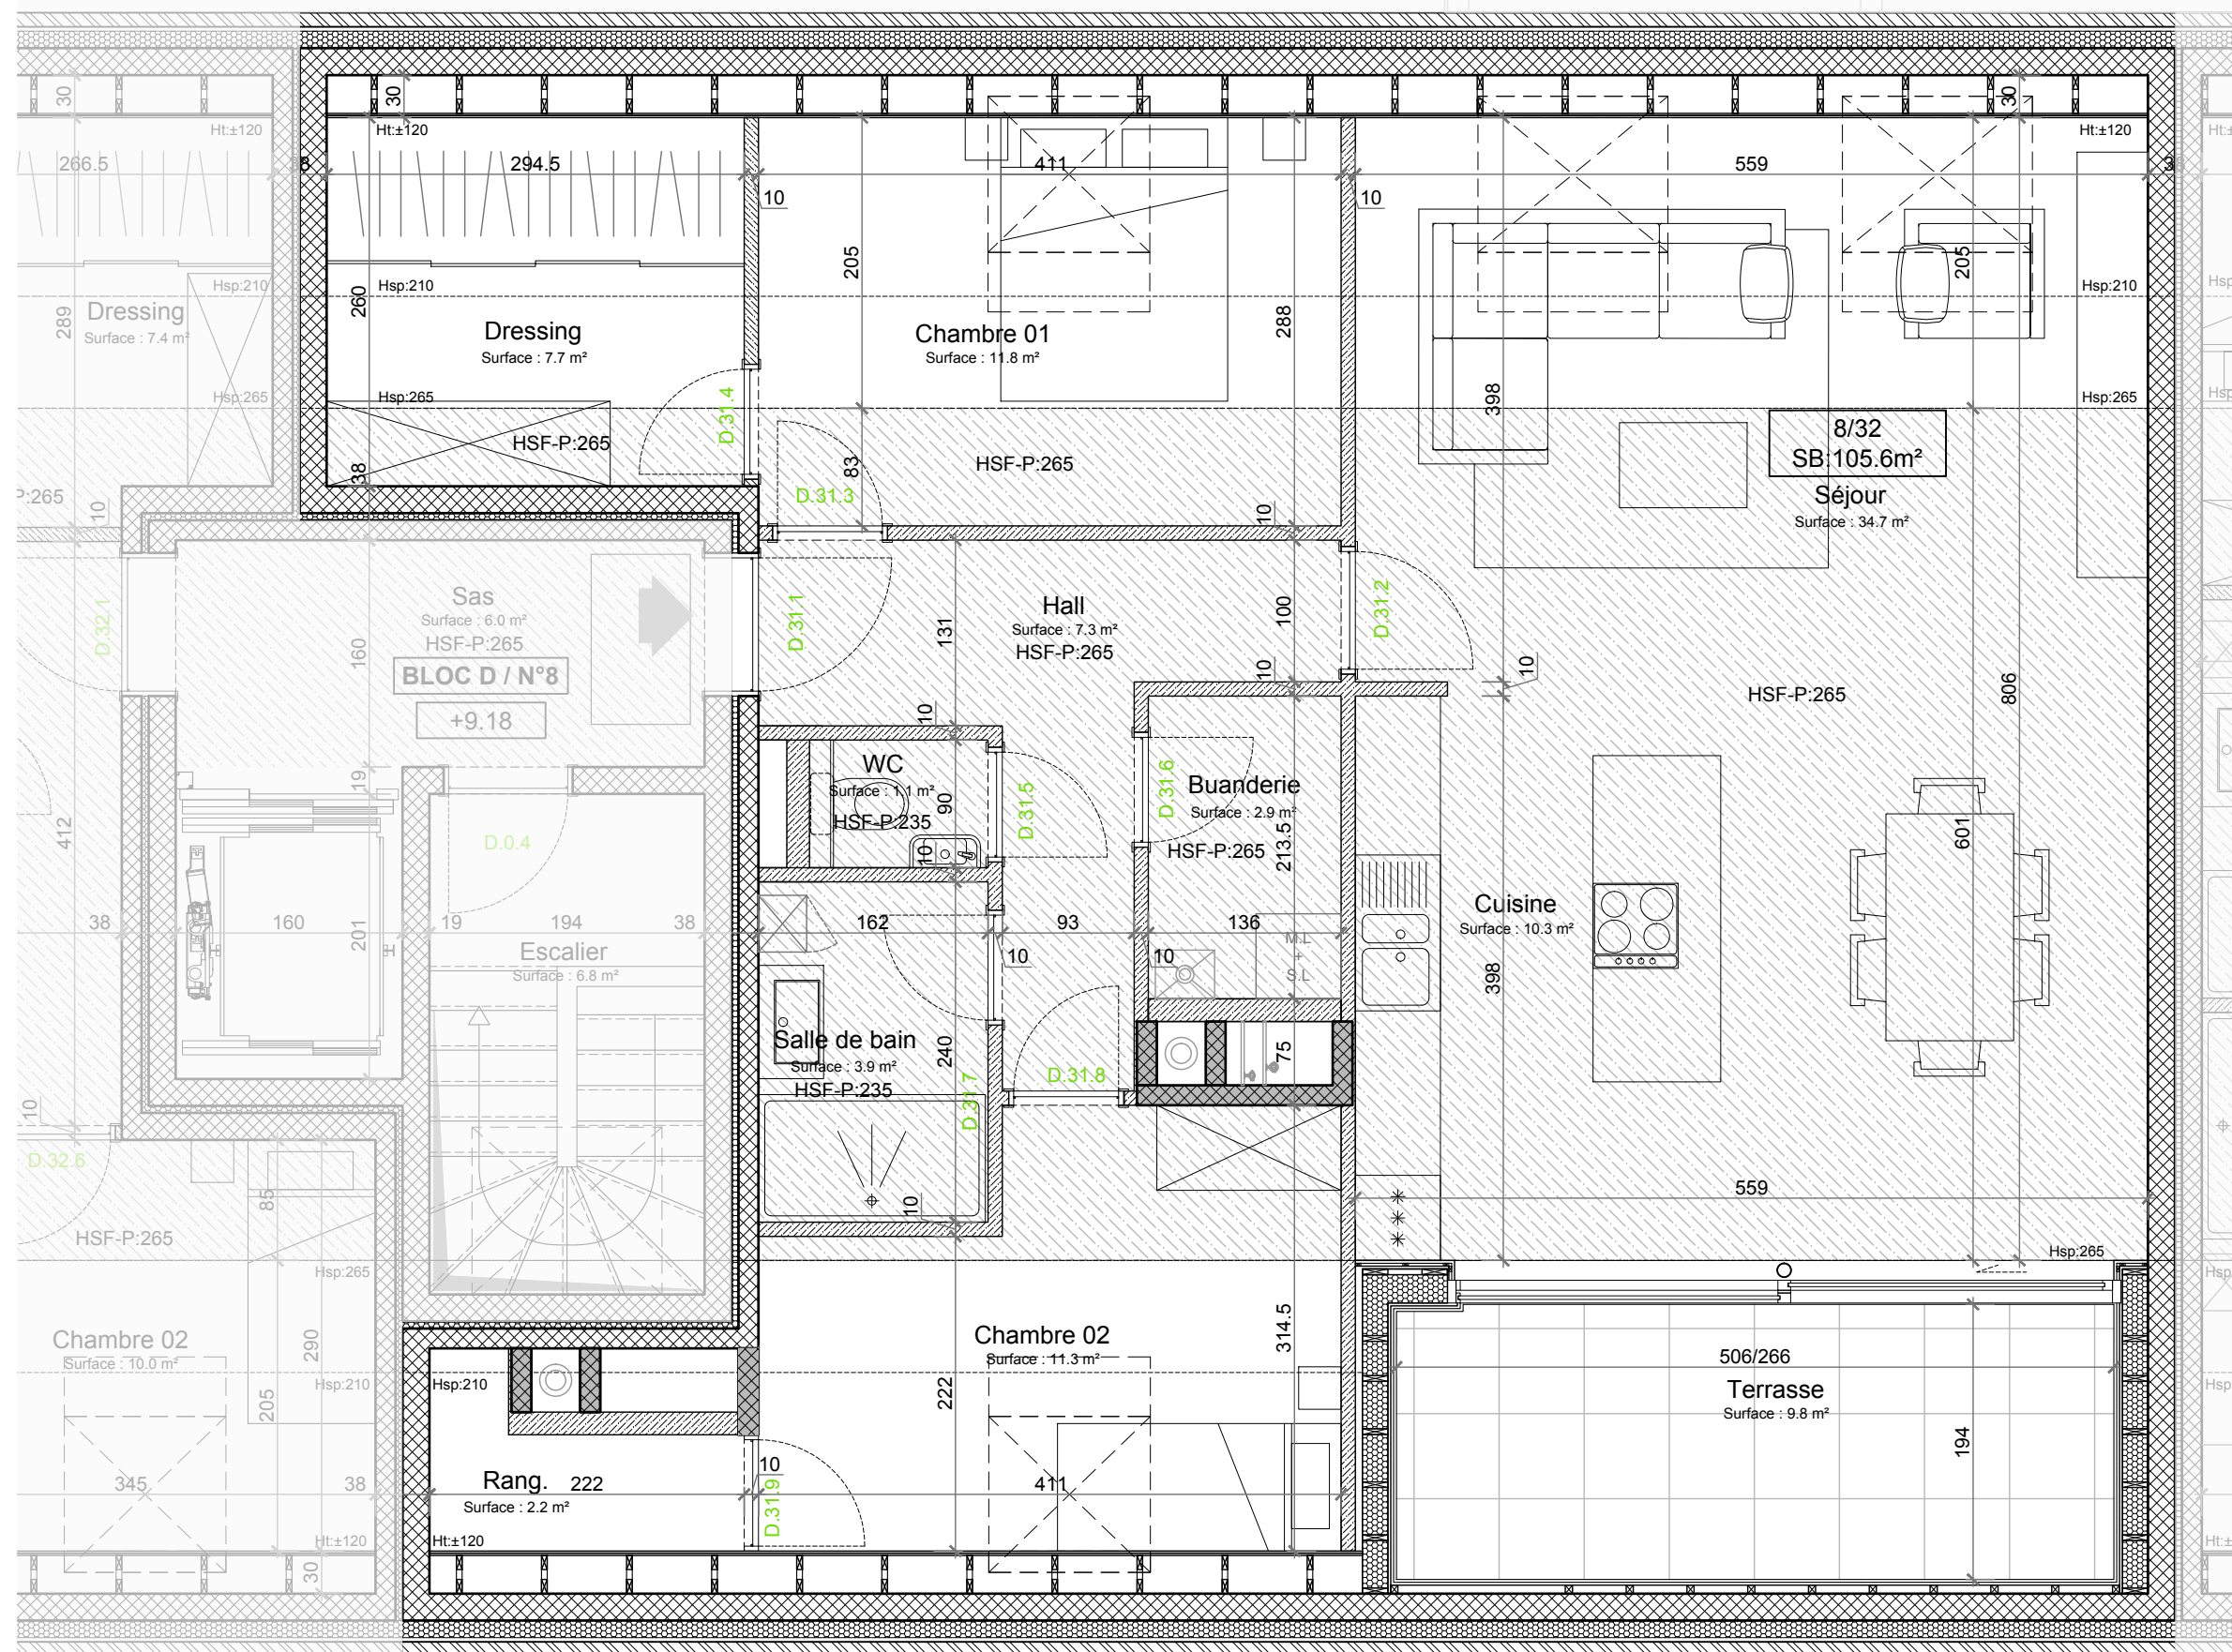 30
30
30
Ht:±120
Ht:±120
Ht:±120
266.5
294.5
411
559
10
10
205
205
Hsp:210
Hsp:210
Hsp:210
Dressing
Surface : 7.4 m²
289
260
Dressing
Surface : 7.7 m²
Chambre 01
Surface : 11.8 m²
288
Hsp:265
Hsp:265
Hsp:265
D.31.4
398
8/32
SB:105.6m²
HSF-P:265
HSF-P:265
38
83
Séjour
Surface : 34.7 m²
P:265
10
D.31.3
10
Sas
Surface : 6.0 m²
HSF-P:265
BLOC D / N°8
+9.18
D.32.1
160
D.31.1
131
Hall
Surface : 7.3 m²
HSF-P:265
100
D.31.2
10
10
10
HSF-P:265
806
19
WC
Surface : 1.1 m²
HSF-P:235
90
10
D.31.5
D.31.6
Buanderie
Surface : 2.9 m²
HSF-P:265
213.5
412
D.0.4
601
38
160
201
19
194
38
Escalier
Surface : 6.8 m²
162
93
136
10
10
M.L
+
S.L
Cuisine
Surface : 10.3 m²
398
Salle de bain
Surface : 3.9 m²
HSF-P:235
240
D.31.7
D.31.8
75
10
D.32.6
85
10
559
HSF-P:265
Hsp:265
Hsp:265
Chambre 02
Surface : 10.0 m²
290
205
Hsp:210
Hsp:210
Chambre 02
Surface : 11.3 m²
314.5
222
506/266
Terrasse
Surface : 9.8 m²
194
345
38
Rang.
222
Surface : 2.2 m²
10
D.31.9
411
Ht:±120
Ht:±120
30